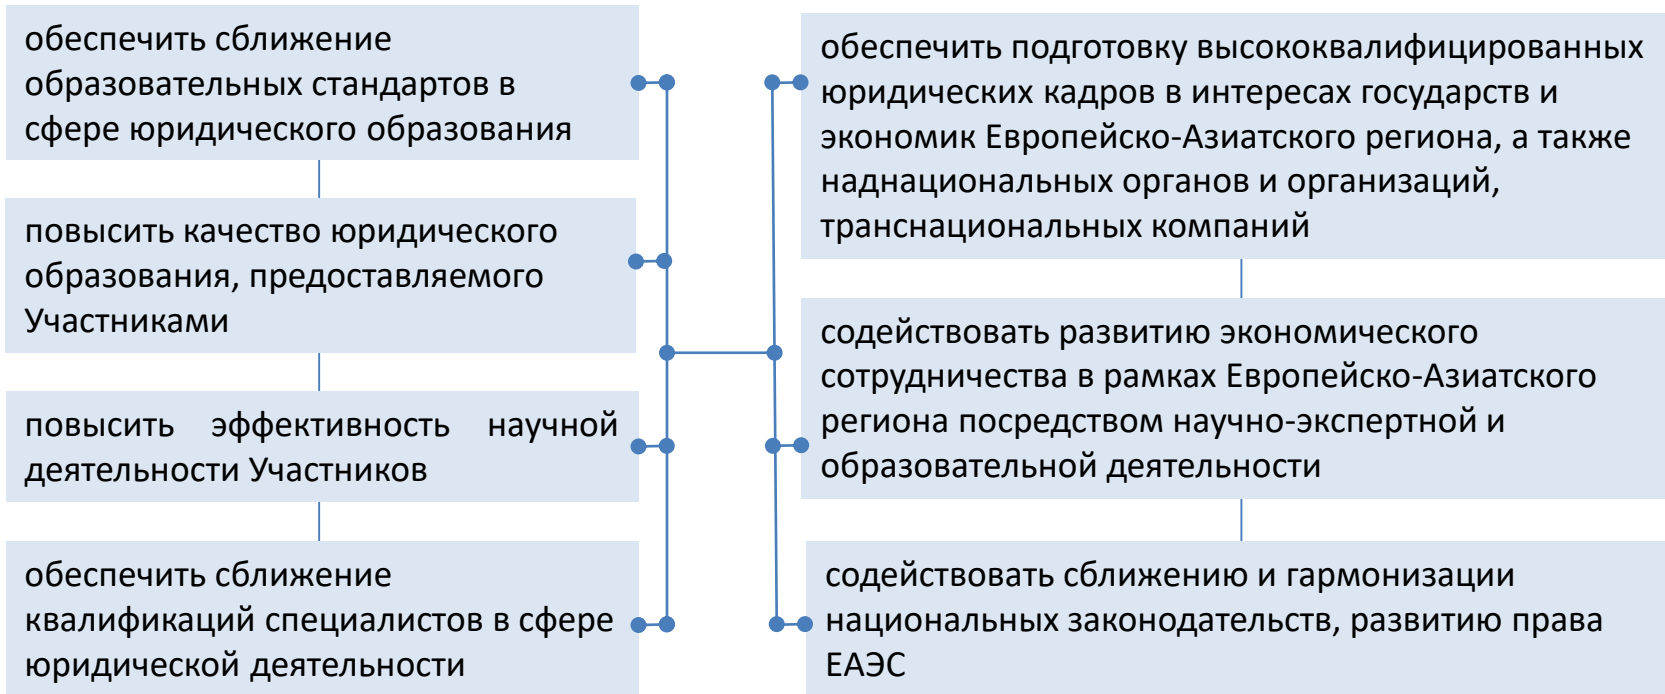 обеспечить сближение
образовательных стандартов в
сфере юридического образования
повысить качество юридического
образования, предоставляемого
Участниками
повысить эффективность научной
деятельности Участников
обеспечить сближение
квалификаций специалистов в сфере
юридической деятельности
обеспечить подготовку высококвалифицированных
юридических кадров в интересах государств и
экономик Европейско-Азиатского региона, а также
наднациональных органов и организаций,
транснациональных компаний
содействовать развитию экономического
сотрудничества в рамках Европейско-Азиатского
региона посредством научно-экспертной и
образовательной деятельности
содействовать сближению и гармонизации
национальных законодательств, развитию права
ЕАЭС